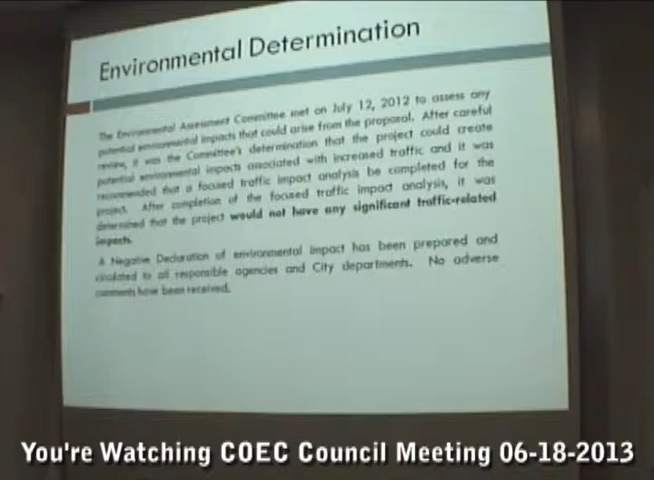 Environmental Determination
The Environmental Assessment Committee met on July 12, 2012 to assess any
potential environmental impacts that could arise from the proposal. After careful
review, it was the Committee's determination that the project could create
potential environmental impacts associated with increased traffic and it was
recommended that a focused traffic impact analysis be completed for the
project. After completion of the focused traffic impact analysis, it was
determined that the project would not have any significant traffic-related
impacts.
A Negative Declaration of environmental impact has been prepared and
circulated to all responsible agencies and City departments. No adverse
comments have been received.
You're Watching COEC Council Meeting 06-18-2013